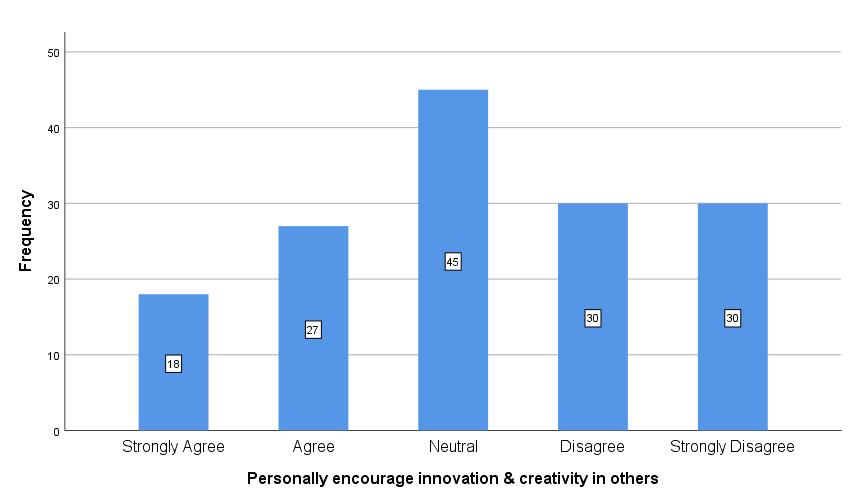 50
40
30
20
10
0
Frequency
18
27
45
30
30
Strongly Agree
Agree
Neutral
Disagree
Strongly Disagree
Personally encourage innovation & creativity in others